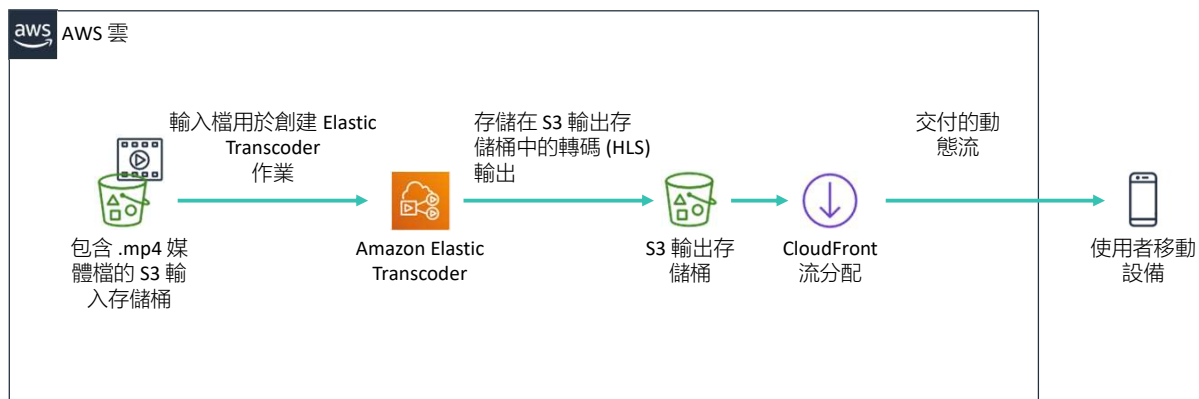 aws
AWS 雲
輸入檔用於創建 Elastic
Transcoder
作業
存儲在 S3 輸出存
儲桶中的轉碼 (HLS)
輸出
交付的動
態流
包含 .mp4 媒
體檔的 S3 輸
入存儲桶
Amazon Elastic
Transcoder
S3 輸出存
儲桶
CloudFront
流分配
使用者移動
設備